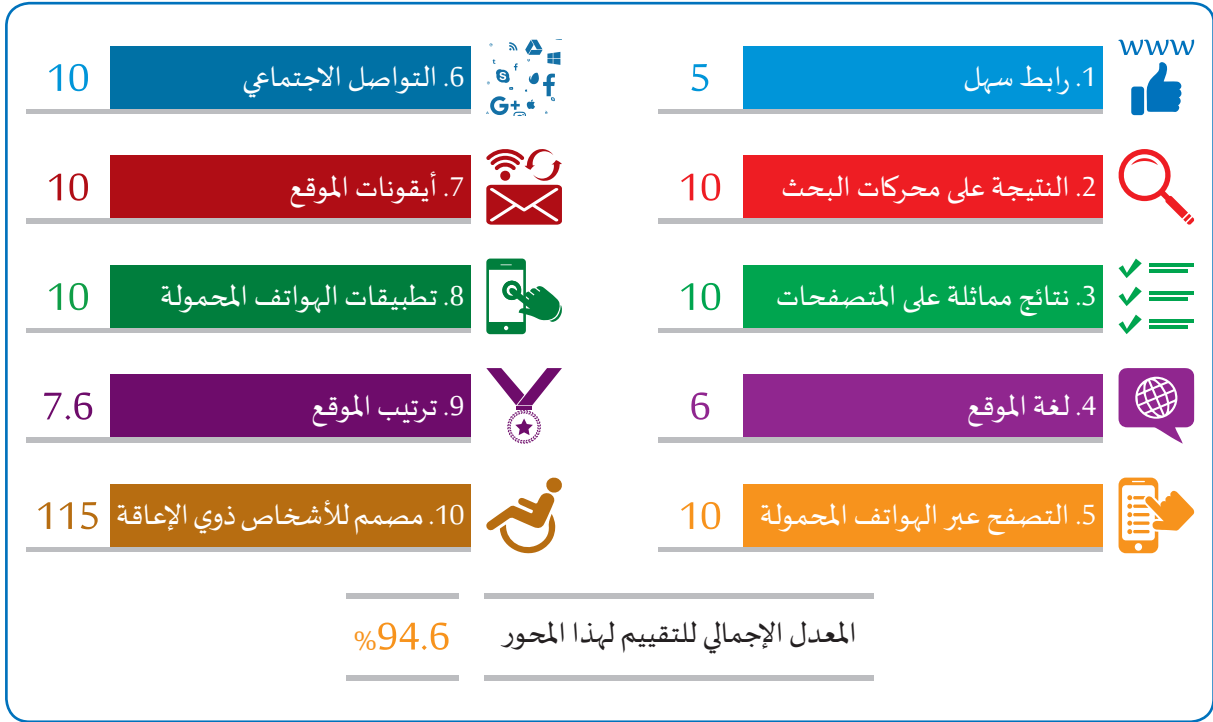 www
1. رابط سهل
5
2. النتيجة على محركات البحث
10
3. نتائج مماثلة على المتصفحات
10
4. لغة الموقع
6
5. التصفح عبر الهواتف المحمولة
10
6. التواصل الاجتماعي
10
7. أيقونات الموقع
10
8. تطبيقات الهواتف المحمولة
10
9. ترتيب الموقع
7.6
10. مصمم للأشخاص ذوي الإعاقة
115
المعدل الإجمالي للتقييم لهذا المحور
%94.6